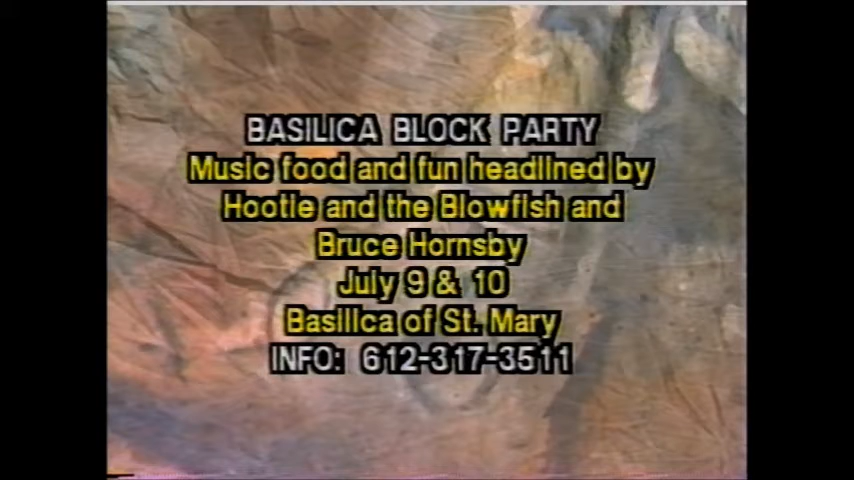 BASILICA BLOCK PARTY
Music food and fun headlined by
Hootie and the Blowfish and
Bruce Hornsby
July 9 & 10
Basilica of St. Mary
INFO: 612-317-3511